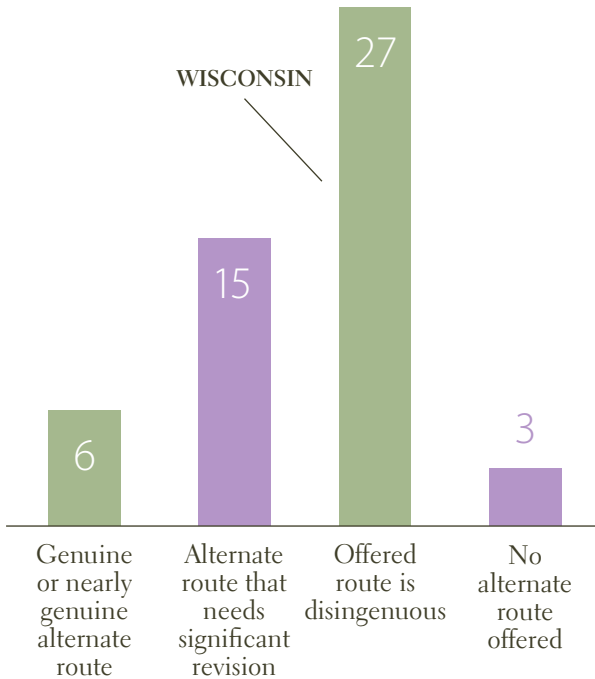 27
WISCONSIN
15
6
3
Genuine
or nearly
genuine
alternate
route
Alternate
route that
needs
significant
revision
Offered
route is
disingenuous
No
alternate
route
offered